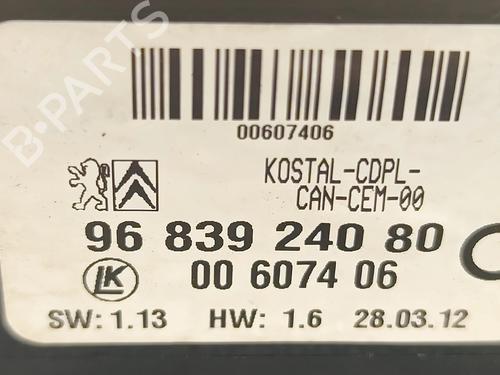 B-PARTS
00607406
KOSTAL-CDPL-
CAN-CEM-00
96 839 240 80
LK
00 6074 06
SW: 1.13 HW: 1.6 28.03.12